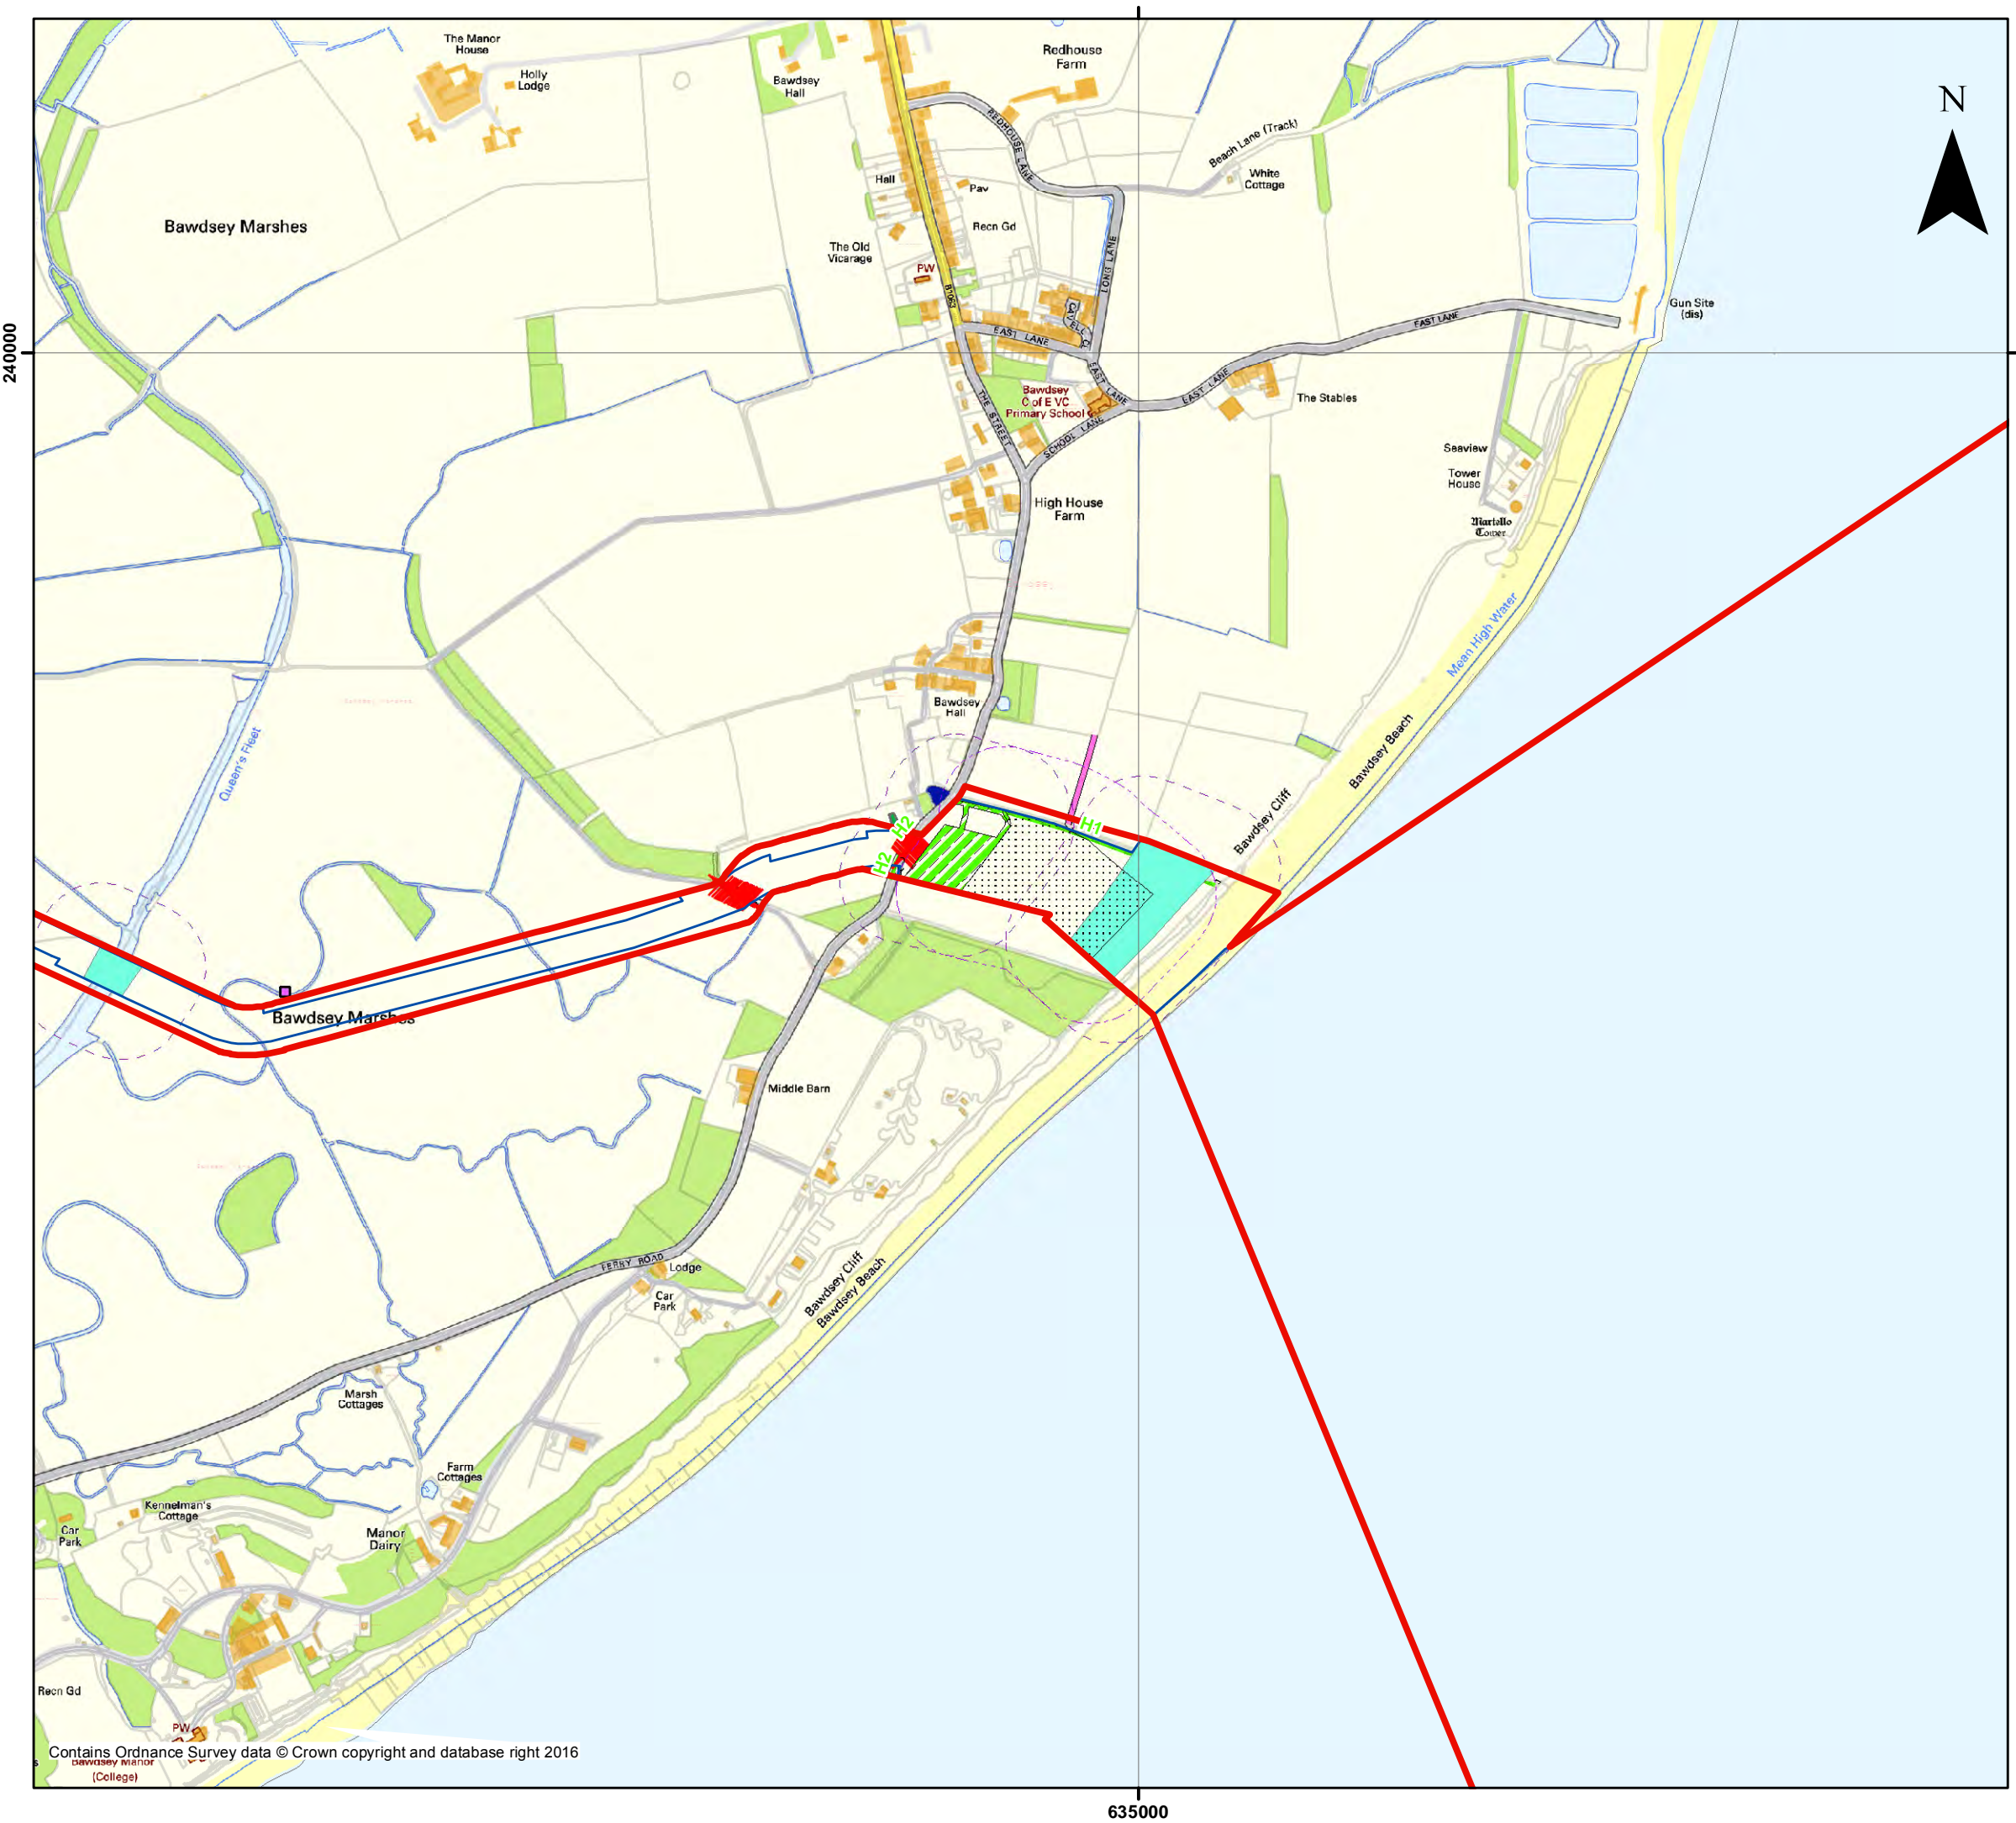 The Manor
House
Holly
Lodge
Bawdsey
Hall
Redhouse
Farm
N
REDHOUSE LANE
Beach Lane (Track)
White
Cottage
Hall
Pav
Bawdsey Marshes
Recn Gd
The Old
Vicarage
LONG LANE
PW
B1083
Gun Site
(dis)
CAVELL C
EAST LANE
EAST LANE
240000
EAST LANE
EAST LANE
Bawdsey
C of E VC
Primary School
The Stables
THE STREET
SCHOOL LANE
Seaview
Tower
House
High House
Farm
Martello
Tower
Mean High Water
Bawdsey
Hall
Queen's Fleet
Bawdsey Beach
Bawdsey Cliff
H1
H2
H2
Bawdsey Marshes
Middle Barn
FERRY ROAD
Lodge
Car
Park
Bawdsey Cliff
Bawdsey Beach
Marsh
Cottages
Farm
Cottages
Kennelman's
Cottage
Car
Park
Manor
Dairy
Recn Gd
PW
Contains Ordnance Survey data © Crown copyright and database right 2016
Bawdsey Manor
(College)
635000